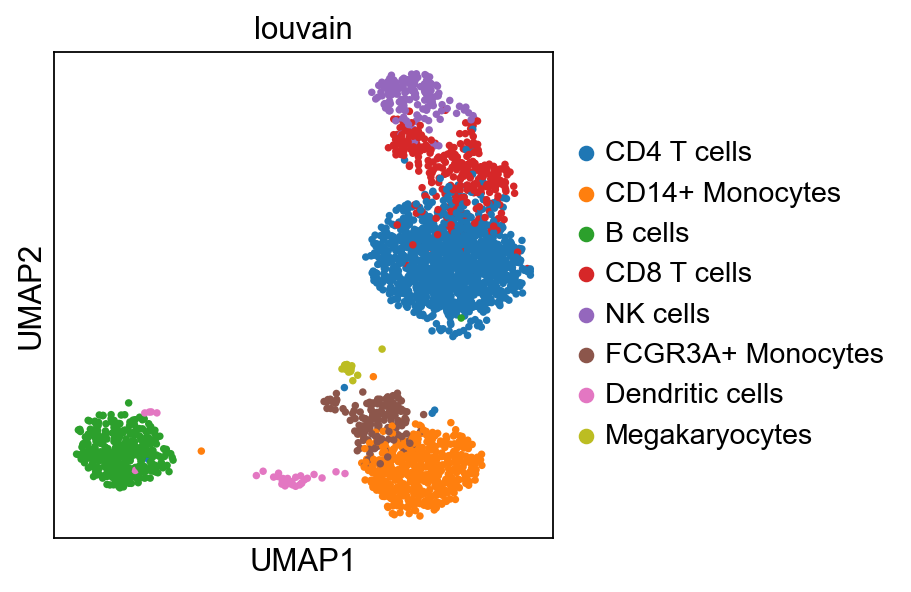 louvain
UMAP2
UMAP1
CD4 T cells
CD14+ Monocytes
B cells
CD8 T cells
NK cells
FCGR3A+ Monocytes
Dendritic cells
Megakaryocytes